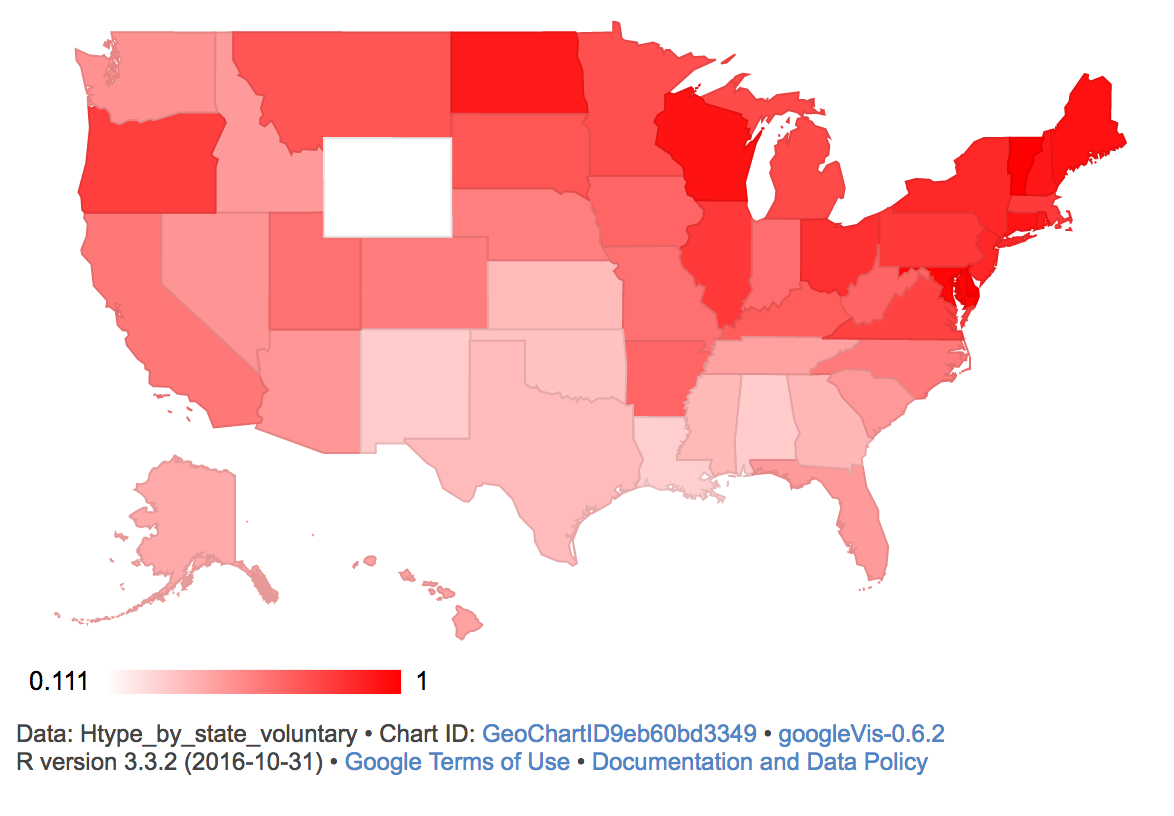 0.111 1
Data: Htype_by_state_voluntary • Chart ID: GeoChartID9eb60bd3349 • googleVis-0.6.2
R version 3.3.2 (2016-10-31) • Google Terms of Use • Documentation and Data Policy